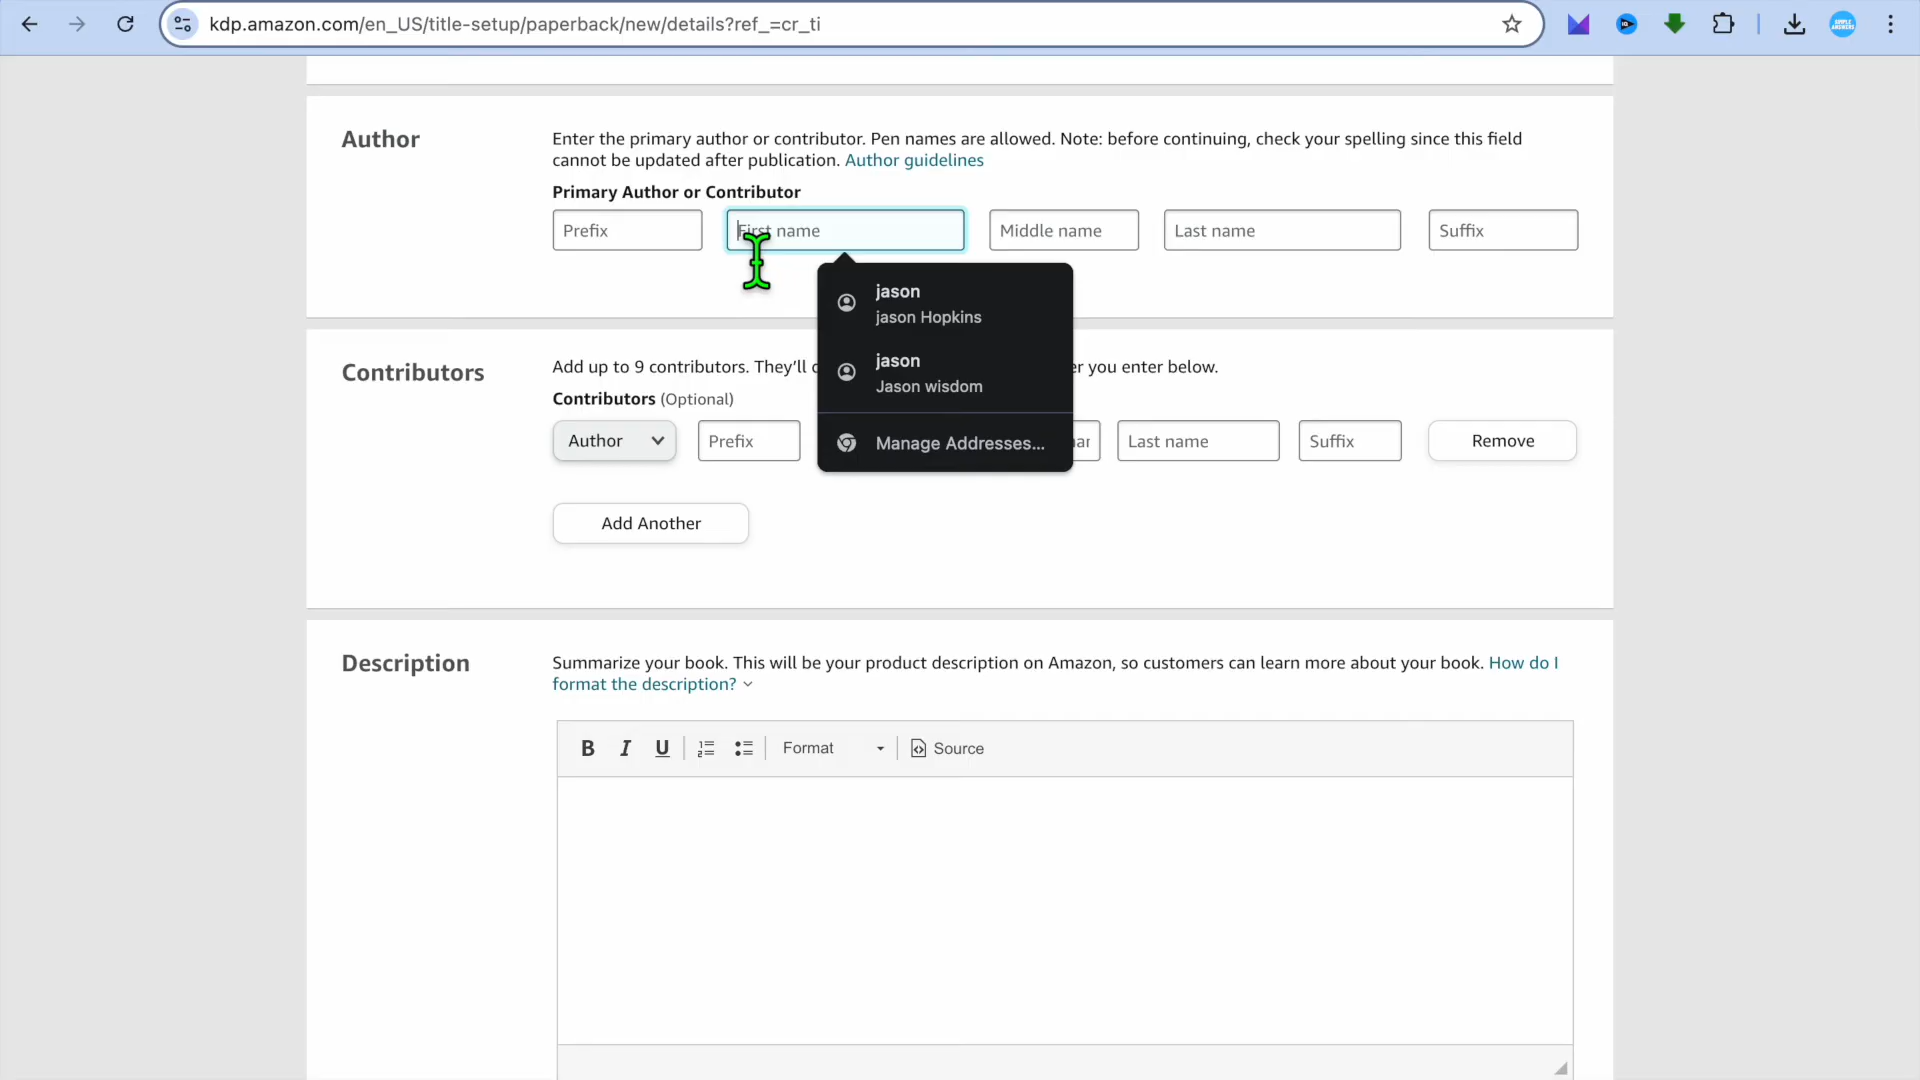 kdp.amazon.com/en_US/title-setup/paperback/new/details?ref_=cr_ti
Author
Enter the primary author or contributor. Pen names are allowed. Note: before continuing, check your spelling since this field
cannot be updated after publication. Author guidelines
Primary Author or Contributor
Prefix
First name
Middle name
Last name
Suffix
jason
jason Hopkins
jason
Jason wisdom
Manage Addresses...
Contributors
Add up to 9 contributors. They'll
er you enter below.
Contributors (Optional)
Author
Prefix
Last name
Suffix
Remove
Add Another
Description
Summarize your book. This will be your product description on Amazon, so customers can learn more about your book. How do I
format the description?
B I U
Format
Source